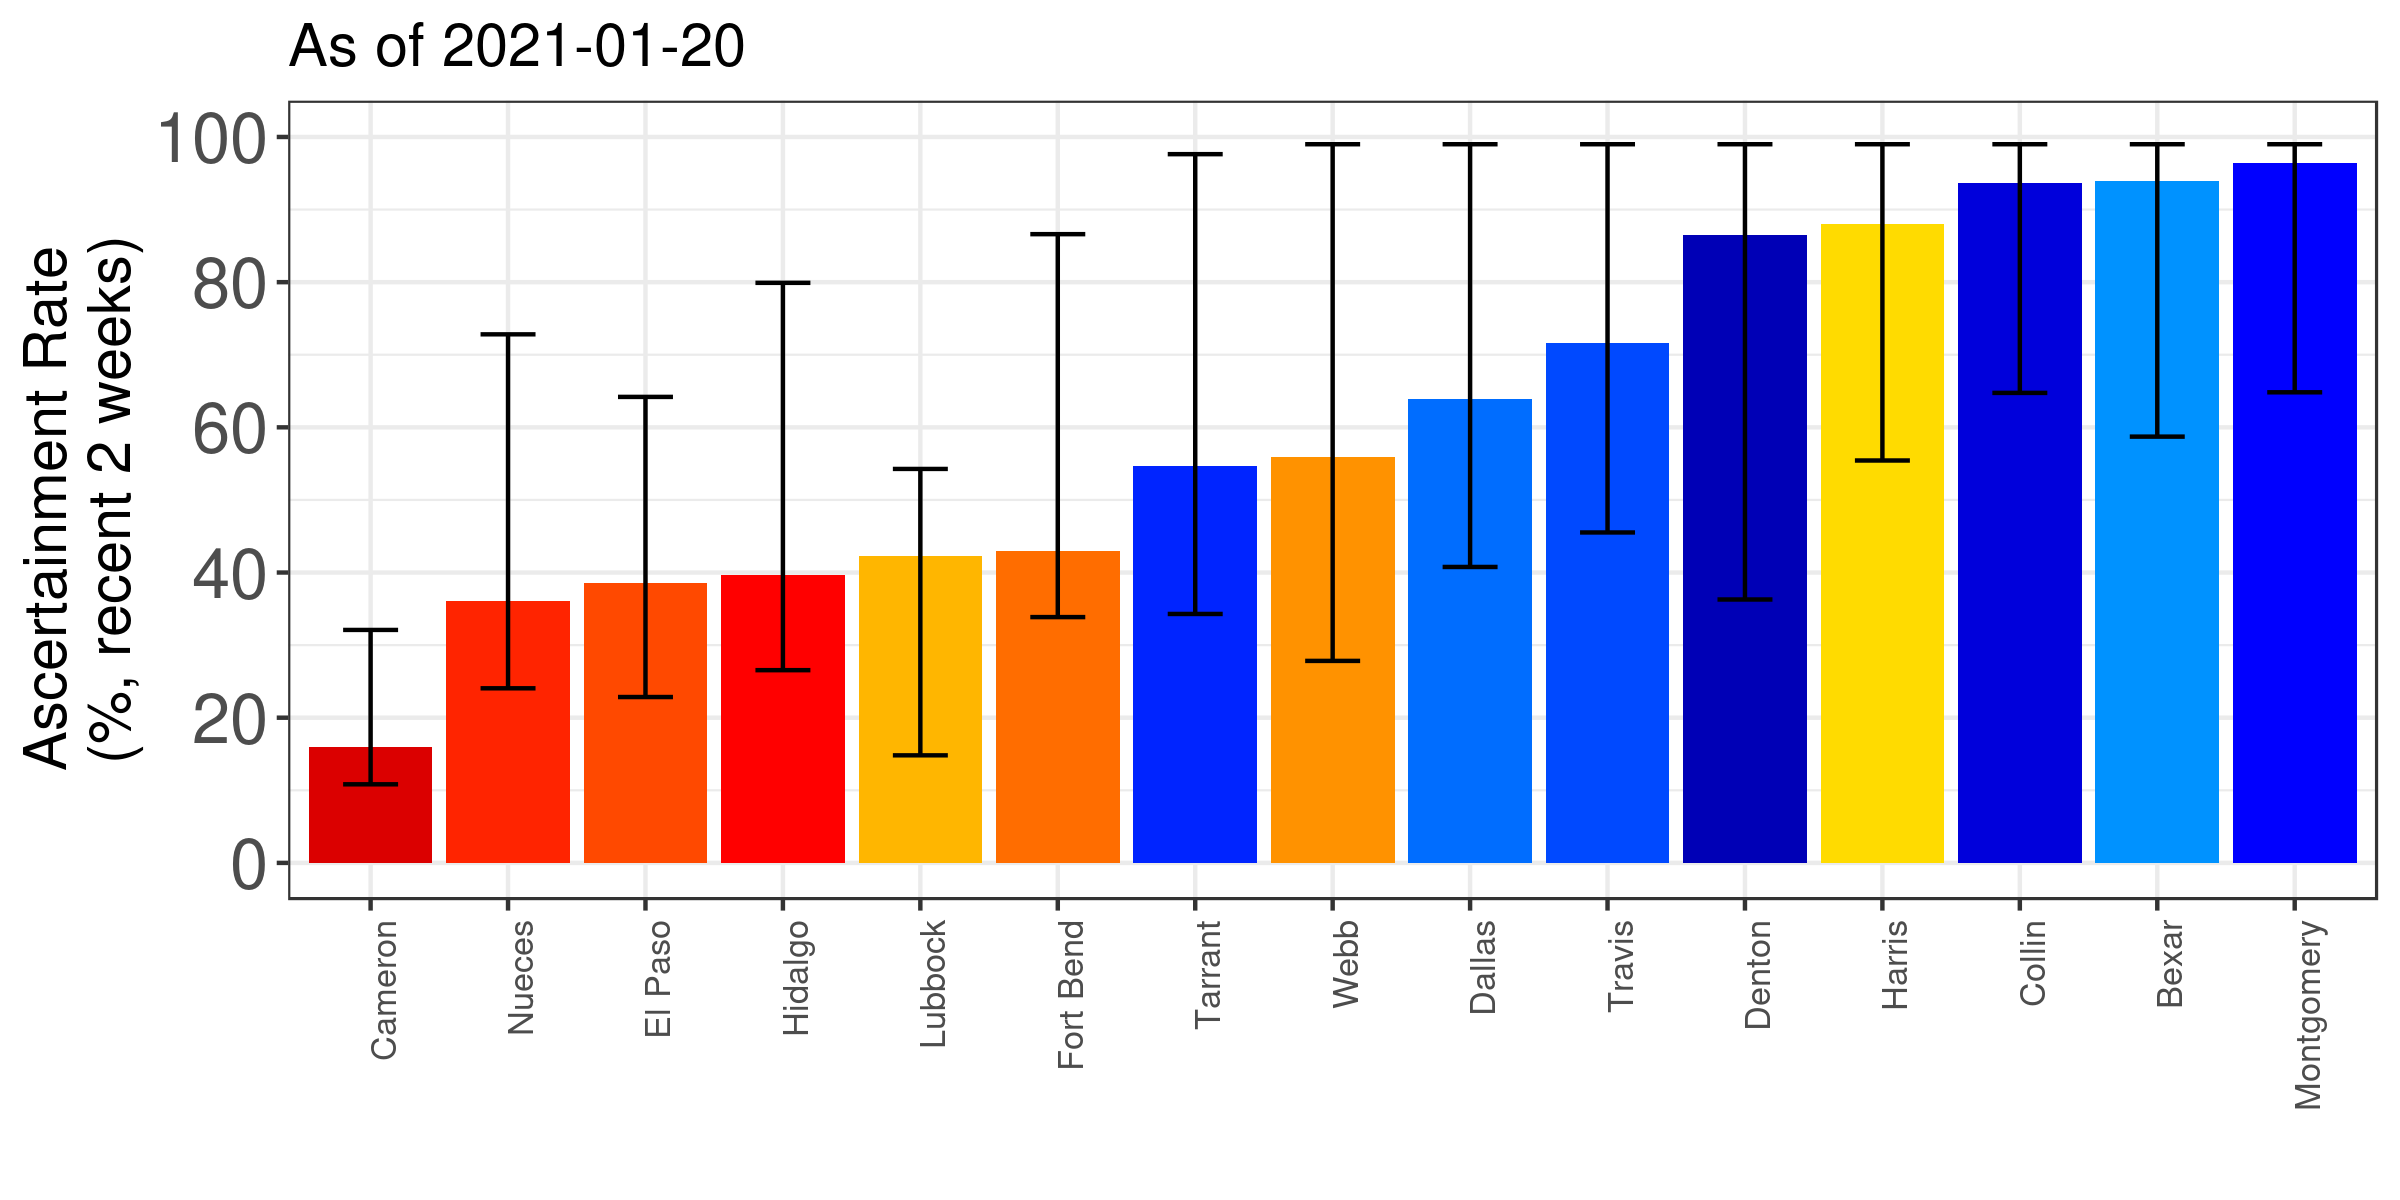 As of 2021-01-20
Ascertainment Rate
(%, recent 2 weeks)
100
80
60
40
20
0
Cameron
Nueces
El Paso
Hidalgo
Lubbock
Fort Bend
Tarrant
Webb
Dallas
Travis
Denton
Harris
Collin
Bexar
Montgomery